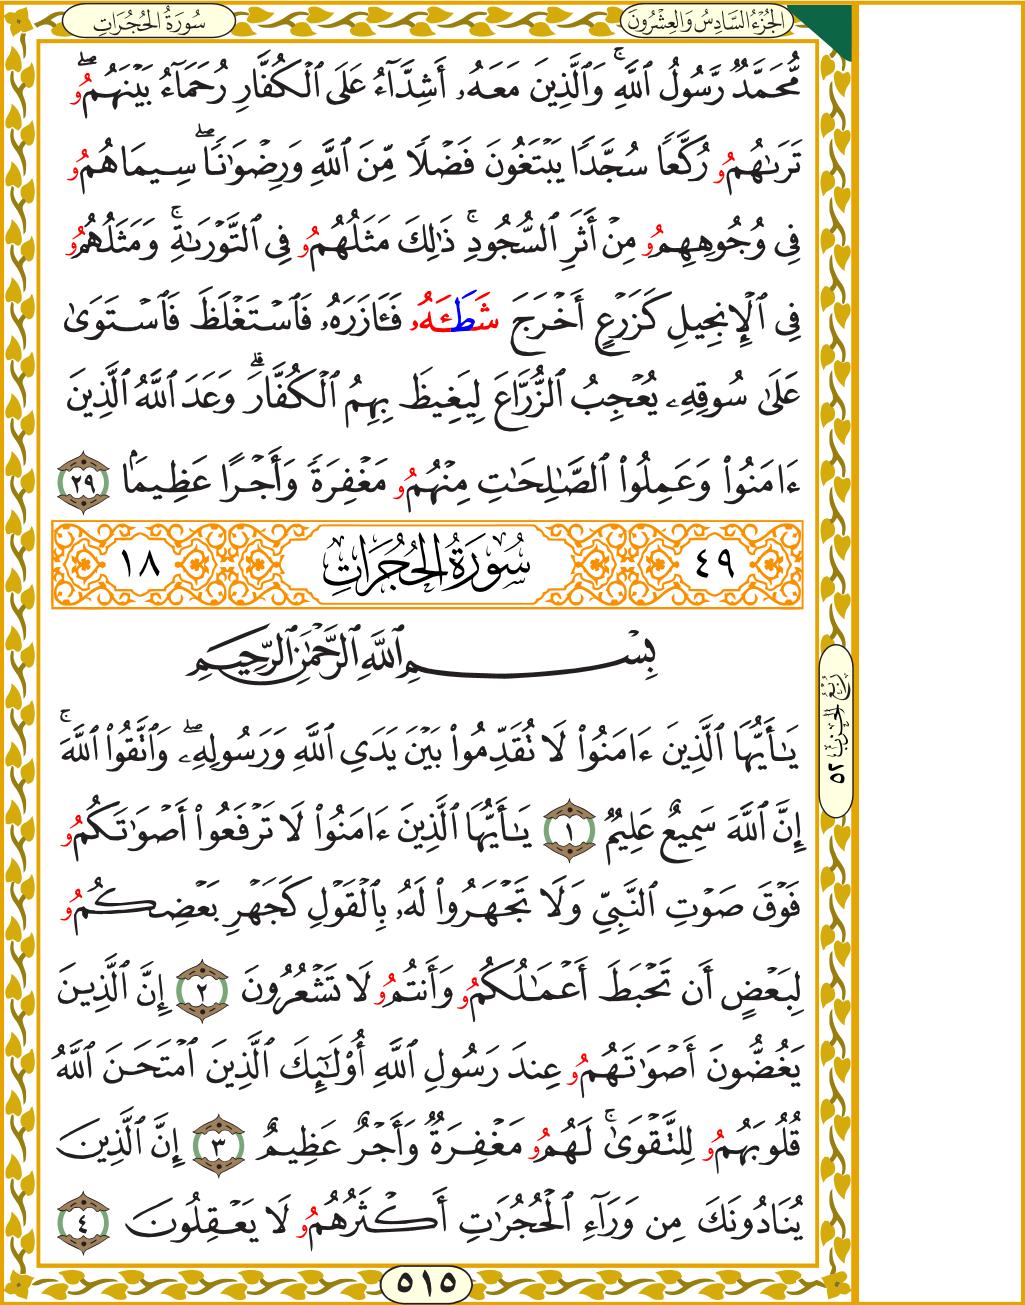 سُورَةُ الحُجُرَاتِ
الجُزْءُ السَّادِسُ وَالعِشْرُونَ
مُّحَمَّدٌ رَّسُولُ ٱللَّهِۚ وَٱلَّذِينَ مَعَهُۥ أَشِدَّآءُ عَلَى ٱلْكُفَّارِ رُحَمَآءُ بَيْنَهُمُۥۖ
تَرَىٰهُمُۥ رُكَّعًا سُجَّدًا يَبْتَغُونَ فَضْلًا مِّنَ ٱللَّهِ وَرِضْوَٰنًاۖ سِيمَاهُمُۥ
فِى وُجُوهِهِمُۥ مِنْ أَثَرِ ٱلسُّجُودِۚ ذَٰلِكَ مَثَلُهُمُۥ فِى ٱلتَّوْرَىٰةِۚ وَمَثَلُهُمُۥ
فِى ٱلْإِنجِيلِ كَزَرْعٍ أَخْرَجَ شَطَـَٔهُۥ فَـَٔازَرَهُۥ فَٱسْتَغْلَظَ فَٱسْتَوَىٰ
عَلَىٰ سُوقِهِۦ يُعْجِبُ ٱلزُّرَّاعَ لِيَغِيظَ بِهِمُ ٱلْكُفَّارَۗ وَعَدَ ٱللَّهُ ٱلَّذِينَ
ءَامَنُوا۟ وَعَمِلُوا۟ ٱلصَّٰلِحَٰتِ مِنْهُمُۥ مَغْفِرَةً وَأَجْرًا عَظِيمًۢا ٢٩
٤٩ سُورَةُ الحُجُرَاتِ ١٨
بِسْمِ ٱللَّهِ ٱلرَّحْمَٰنِ ٱلرَّحِيمِ
يَٰٓأَيُّهَا ٱلَّذِينَ ءَامَنُوا۟ لَا تُقَدِّمُوا۟ بَيْنَ يَدَىِ ٱللَّهِ وَرَسُولِهِۦۖ وَٱتَّقُوا۟ ٱللَّهَۚ
إِنَّ ٱللَّهَ سَمِيعٌ عَلِيمٌ ١ يَٰٓأَيُّهَا ٱلَّذِينَ ءَامَنُوا۟ لَا تَرْفَعُوٓا۟ أَصْوَٰتَكُمُۥ
فَوْقَ صَوْتِ ٱلنَّبِىِّ وَلَا تَجْهَرُوا۟ لَهُۥ بِٱلْقَوْلِ كَجَهْرِ بَعْضِكُمُۥ
لِبَعْضٍ أَن تَحْبَطَ أَعْمَٰلُكُمُۥ وَأَنتُمُۥ لَا تَشْعُرُونَ ٢ إِنَّ ٱلَّذِينَ
يَغُضُّونَ أَصْوَٰتَهُمُۥ عِندَ رَسُولِ ٱللَّهِ أُو۟لَٰٓئِكَ ٱلَّذِينَ ٱمْتَحَنَ ٱللَّهُ
قُلُوبَهُمُۥ لِلتَّقْوَىٰۚ لَهُمُۥ مَغْفِرَةٌ وَأَجْرٌ عَظِيمٌ ٣ إِنَّ ٱلَّذِينَ
يُنَادُونَكَ مِن وَرَآءِ ٱلْحُجُرَٰتِ أَكْثَرُهُمُۥ لَا يَعْقِلُونَ ٤
رُبْعُ الحِزْبِ ٥٢
٥١٥